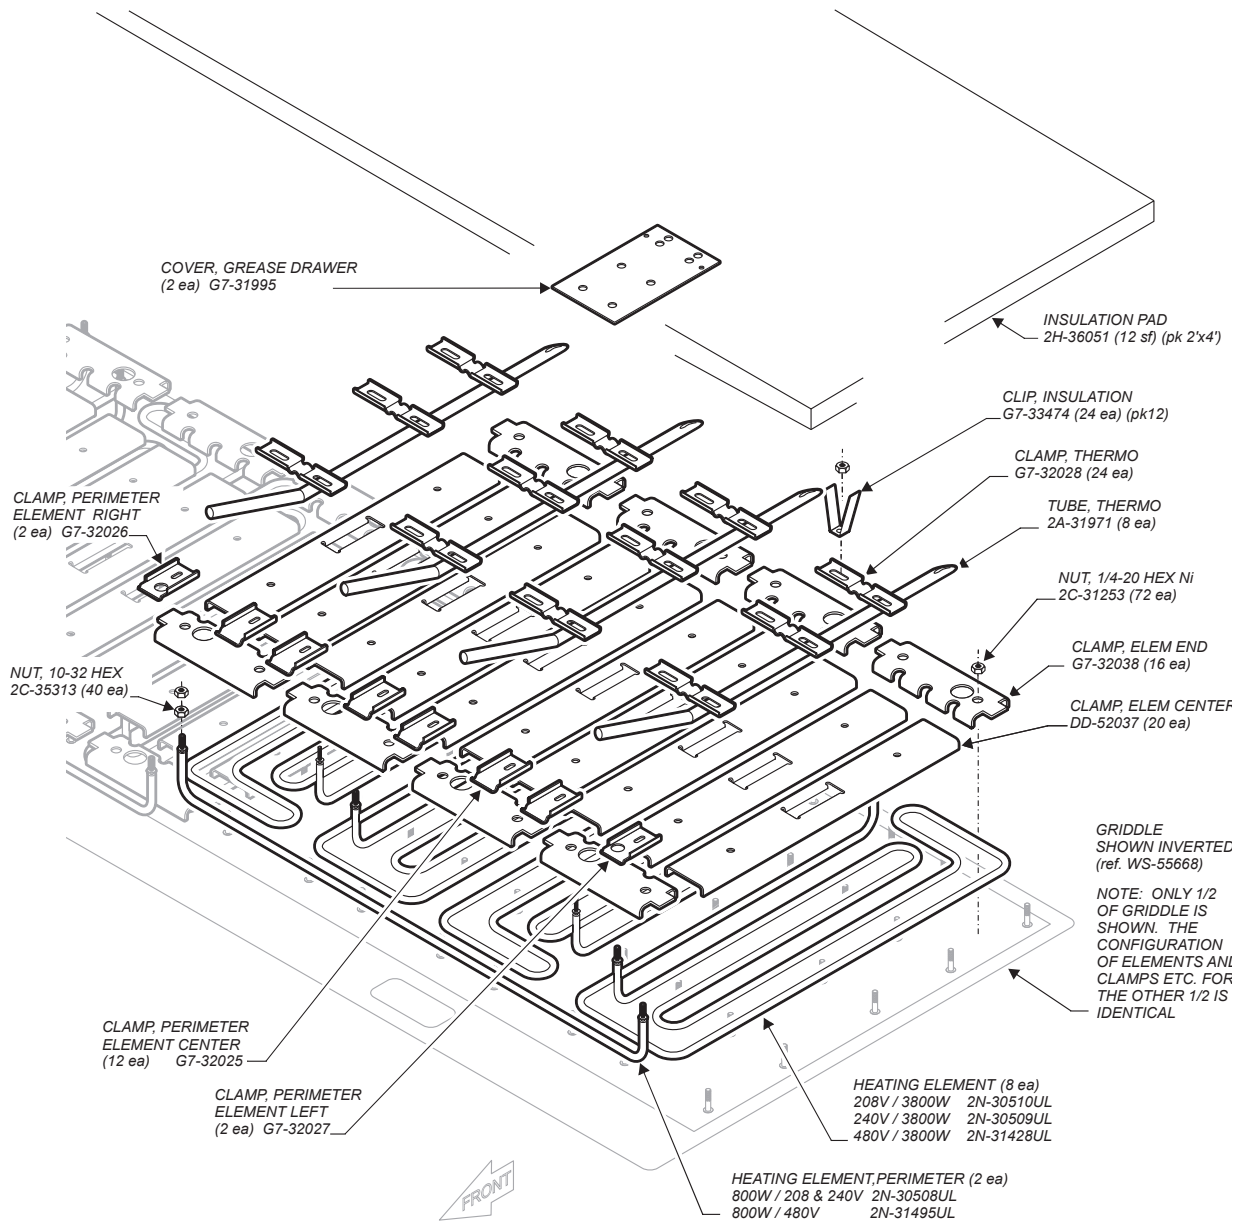 COVER, GREASE DRAWER
(2 ea) G7-31995
INSULATION PAD
2H-36051 (12 sf) (pk 2'x4')
CLIP, INSULATION
G7-33474 (24 ea) (pk12)
CLAMP, THERMO
G7-32028 (24 ea)
TUBE, THERMO
2A-31971 (8 ea)
NUT, 1/4-20 HEX Ni
2C-31253 (72 ea)
CLAMP, ELEM END
G7-32038 (16 ea)
CLAMP, ELEM CENTER
DD-52037 (20 ea)
CLAMP, PERIMETER
ELEMENT RIGHT
(2 ea) G7-32026
NUT, 10-32 HEX
2C-35313 (40 ea)
GRIDDLE
SHOWN INVERTED
(ref. WS-55668)
NOTE: ONLY 1/2
OF GRIDDLE IS
SHOWN. THE
CONFIGURATION
OF ELEMENTS AND
CLAMPS ETC. FOR
THE OTHER 1/2 IS
IDENTICAL
CLAMP, PERIMETER
ELEMENT CENTER
(12 ea) G7-32025
CLAMP, PERIMETER
ELEMENT LEFT
(2 ea) G7-32027
HEATING ELEMENT (8 ea)
208V / 3800W 2N-30510UL
240V / 3800W 2N-30509UL
480V / 3800W 2N-31428UL
HEATING ELEMENT,PERIMETER (2 ea)
800W / 208 & 240V 2N-30508UL
800W / 480V 2N-31495UL
FRONT